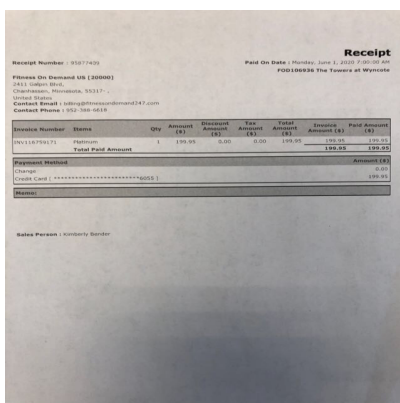 Receipt
Receipt Number : 95877439
Paid On Date : Monday, June 1, 2020 7:00:00 AM
FOD106936 The Towers at Wyncote
Fitness On Demand US [20000]
2411 Galpin Blvd,
Chanhassen, Minnesota, 55317- ,
United States
Contact Email : billing@fitnessondemand247.com
Contact Phone : 952-388-6618
Invoice Number Items Qty Amount ($) Discount Amount ($) Tax Amount ($) Total Amount ($) Invoice Amount ($) Paid Amount ($)
INV118759171 Platinum 1 199.95 0.00 0.00 199.95 199.95 199.95
Total Paid Amount 199.95 199.95
Payment Method Amount ($)
Change 0.00
Credit Card [ ************************6055 ] 199.95
Memo:
Sales Person : Kimberly Bender